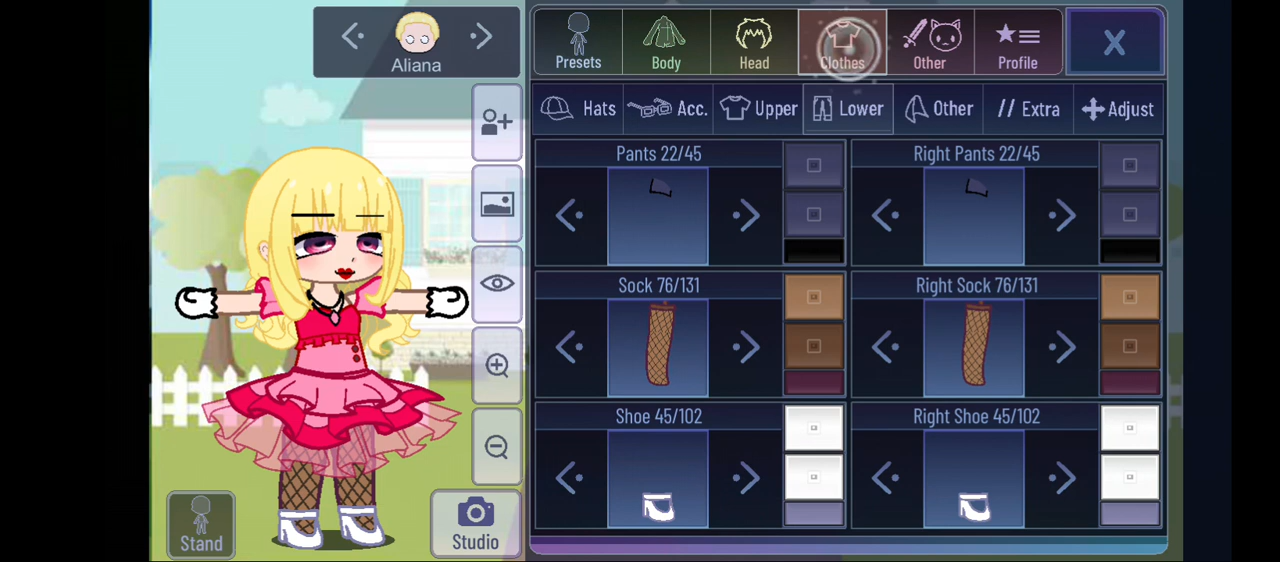 Aliana
Presets
Body
Head
Clothes
Other
Profile
X
Hats
Acc.
Upper
Lower
Other
Extra
Adjust
Pants 22/45
Right Pants 22/45
Sock 76/131
Right Sock 76/131
Shoe 45/102
Right Shoe 45/102
Stand
Studio